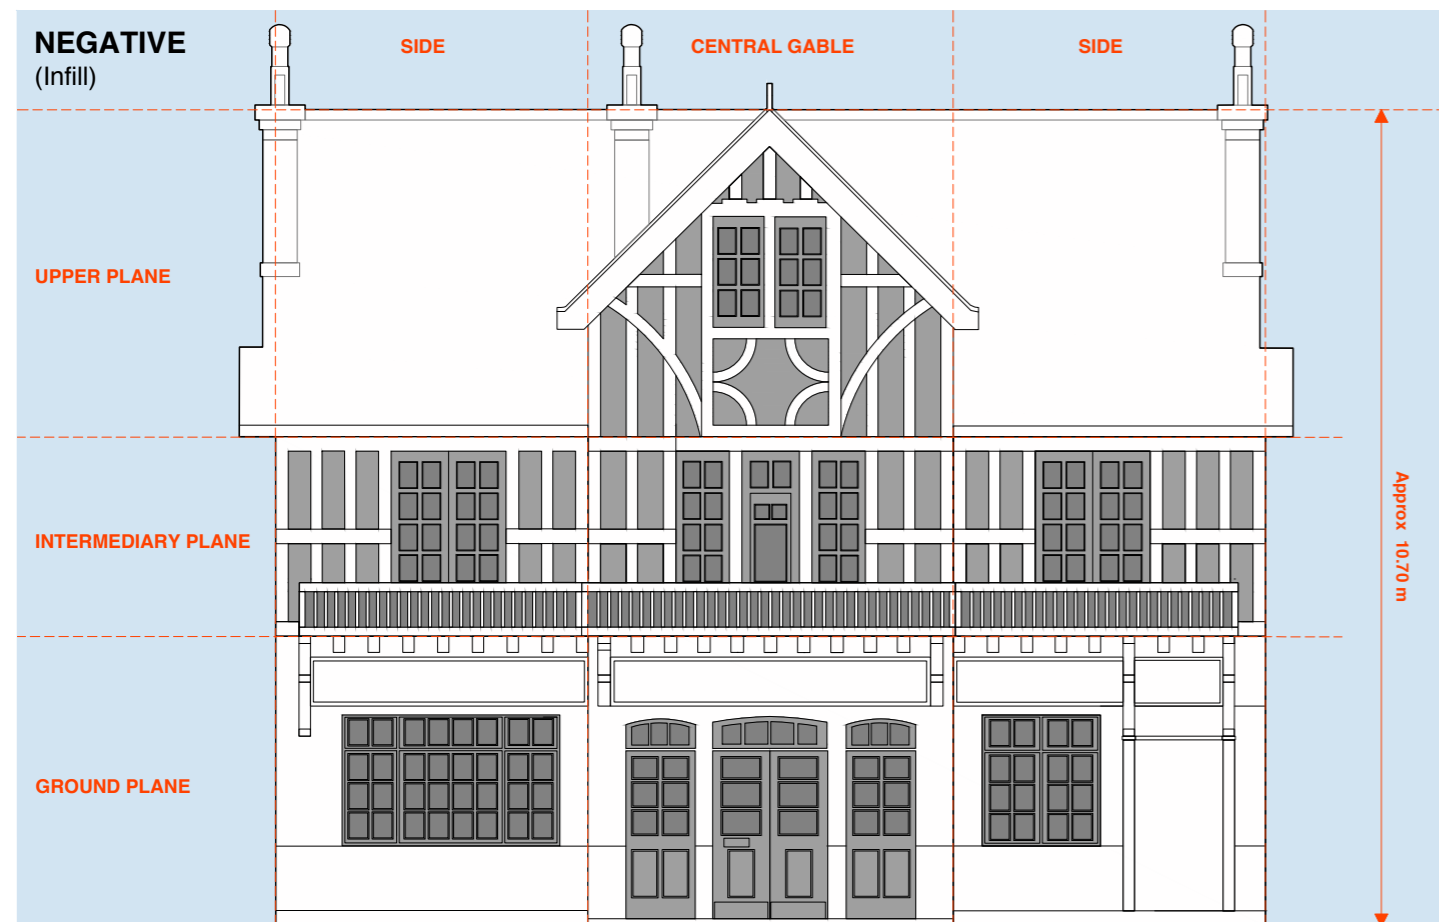 NEGATIVE
(Infill)
SIDE
CENTRAL GABLE
SIDE
UPPER PLANE
INTERMEDIARY PLANE
GROUND PLANE
Approx 10.70 m